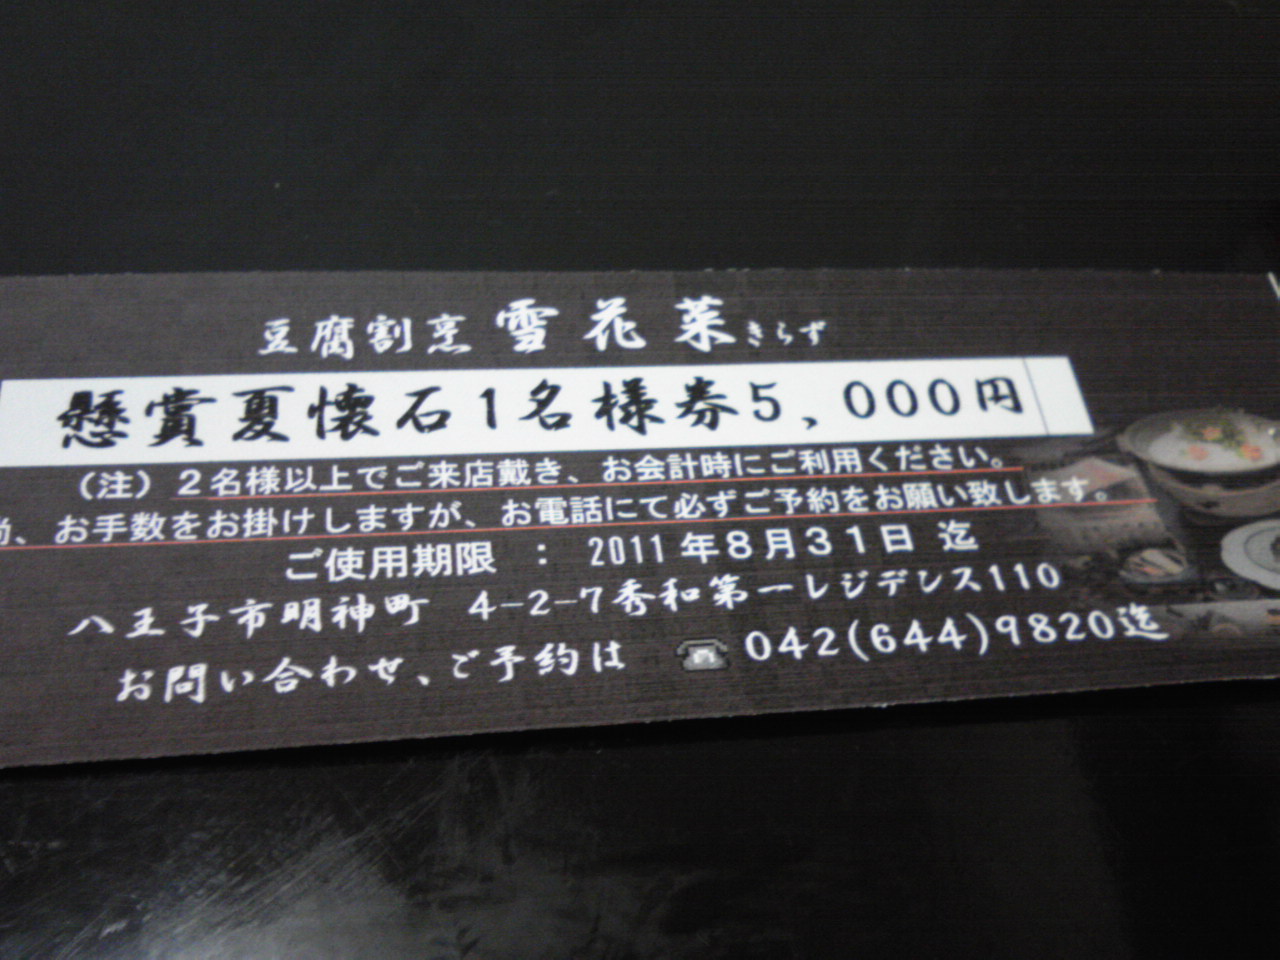 豆腐割烹 雪花菜きらず
懸賞夏懐石1名様券5,000円
（注）２名様以上でご来店戴き、お会計時にご利用ください。
尚、お手数をお掛けしますが、お電話にて必ずご予約をお願い致します。
ご使用期限 ： 2011年８月３１日 迄
八王子市明神町 4-2-7秀和第一レジデンス110
お問い合わせ、ご予約は ☎042(644)9820迄